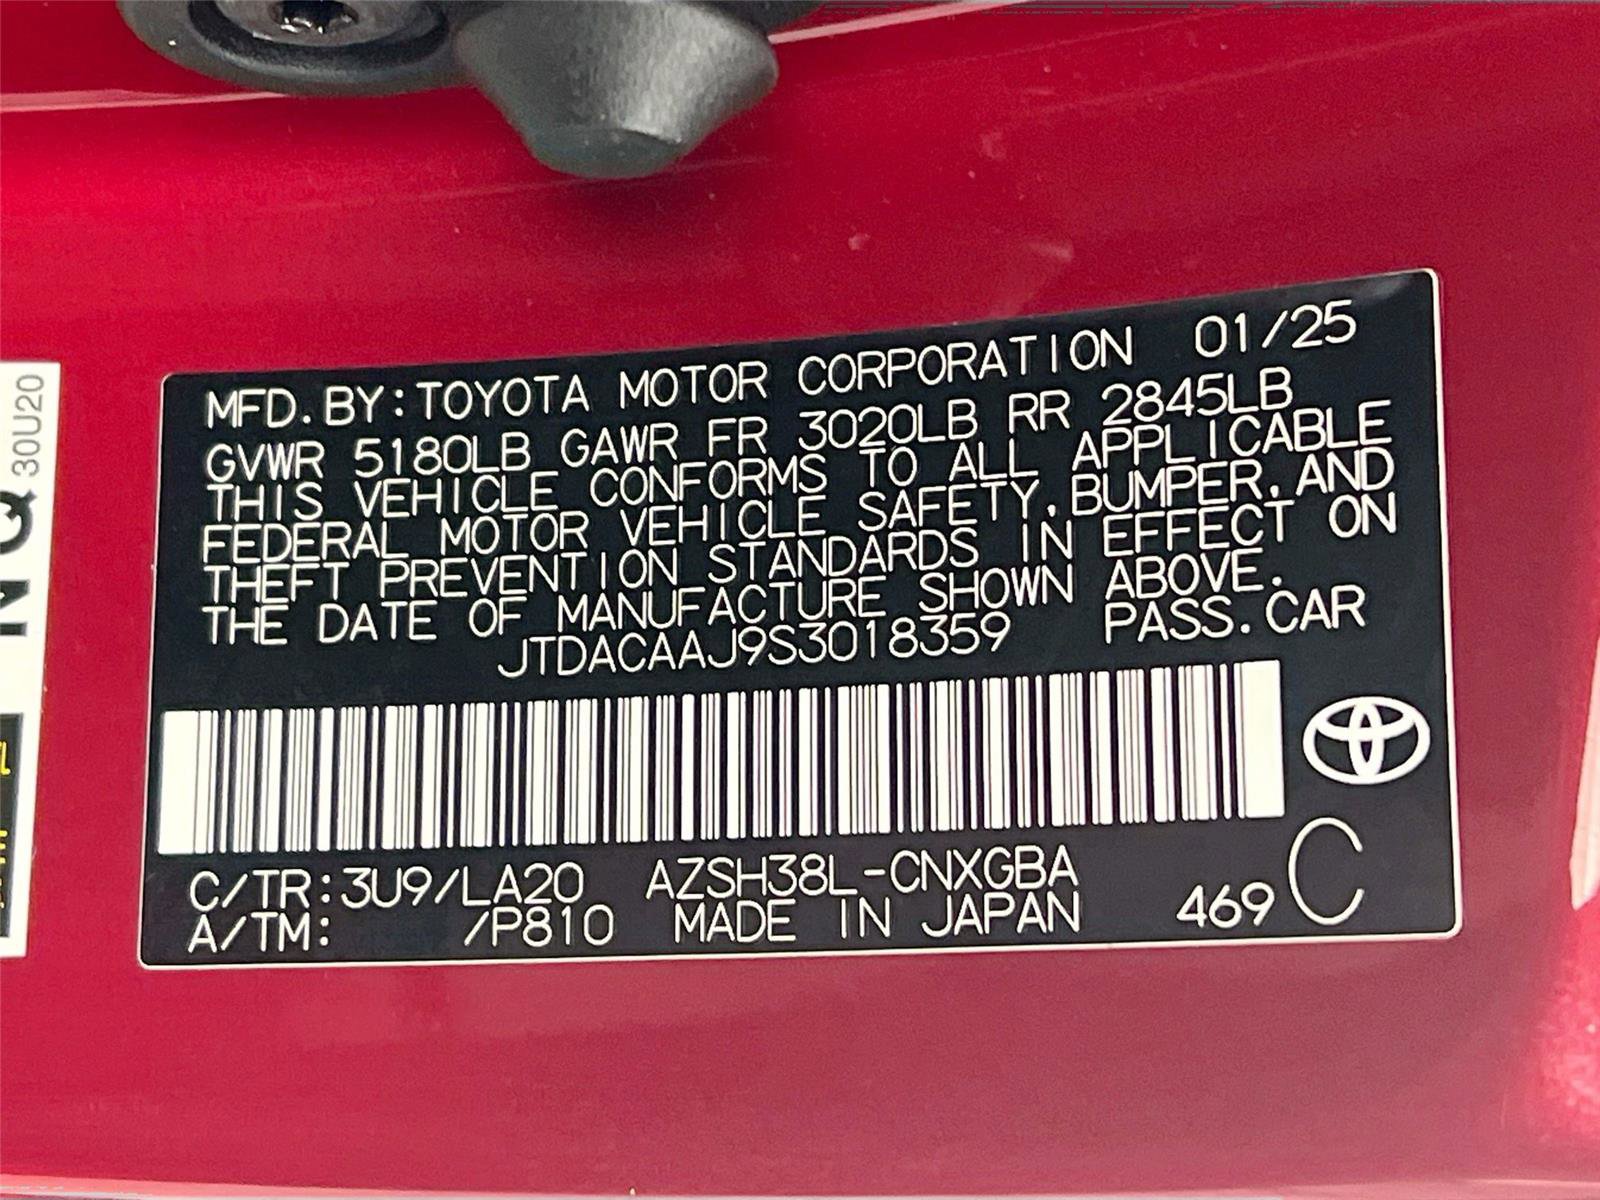 MFD.BY:TOYOTA MOTOR CORPORATION 01/25
GVWR 5180LB GAWR FR 3020LB RR 2845LB
THIS VEHICLE CONFORMS TO ALL APPLICABLE
FEDERAL MOTOR VEHICLE SAFETY,BUMPER,AND
THEFT PREVENTION STANDARDS IN EFFECT ON
THE DATE OF MANUFACTURE SHOWN ABOVE.
JTDACAAJ9S3018359 PASS.CAR
C/TR:3U9/LA20 AZSH38L-CNXGBA
A/TM: /P810 MADE IN JAPAN 469 C
30U20